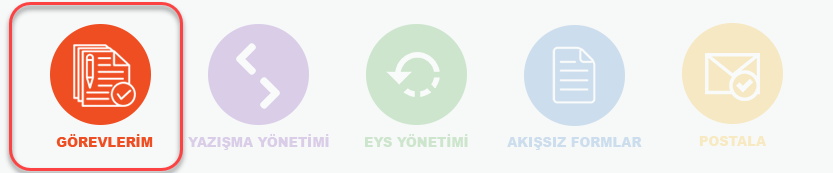 GÖREVLERİM
YAZIŞMA YÖNETİMİ
EYS YÖNETİMİ
AKIŞSIZ FORMLAR
POSTALA